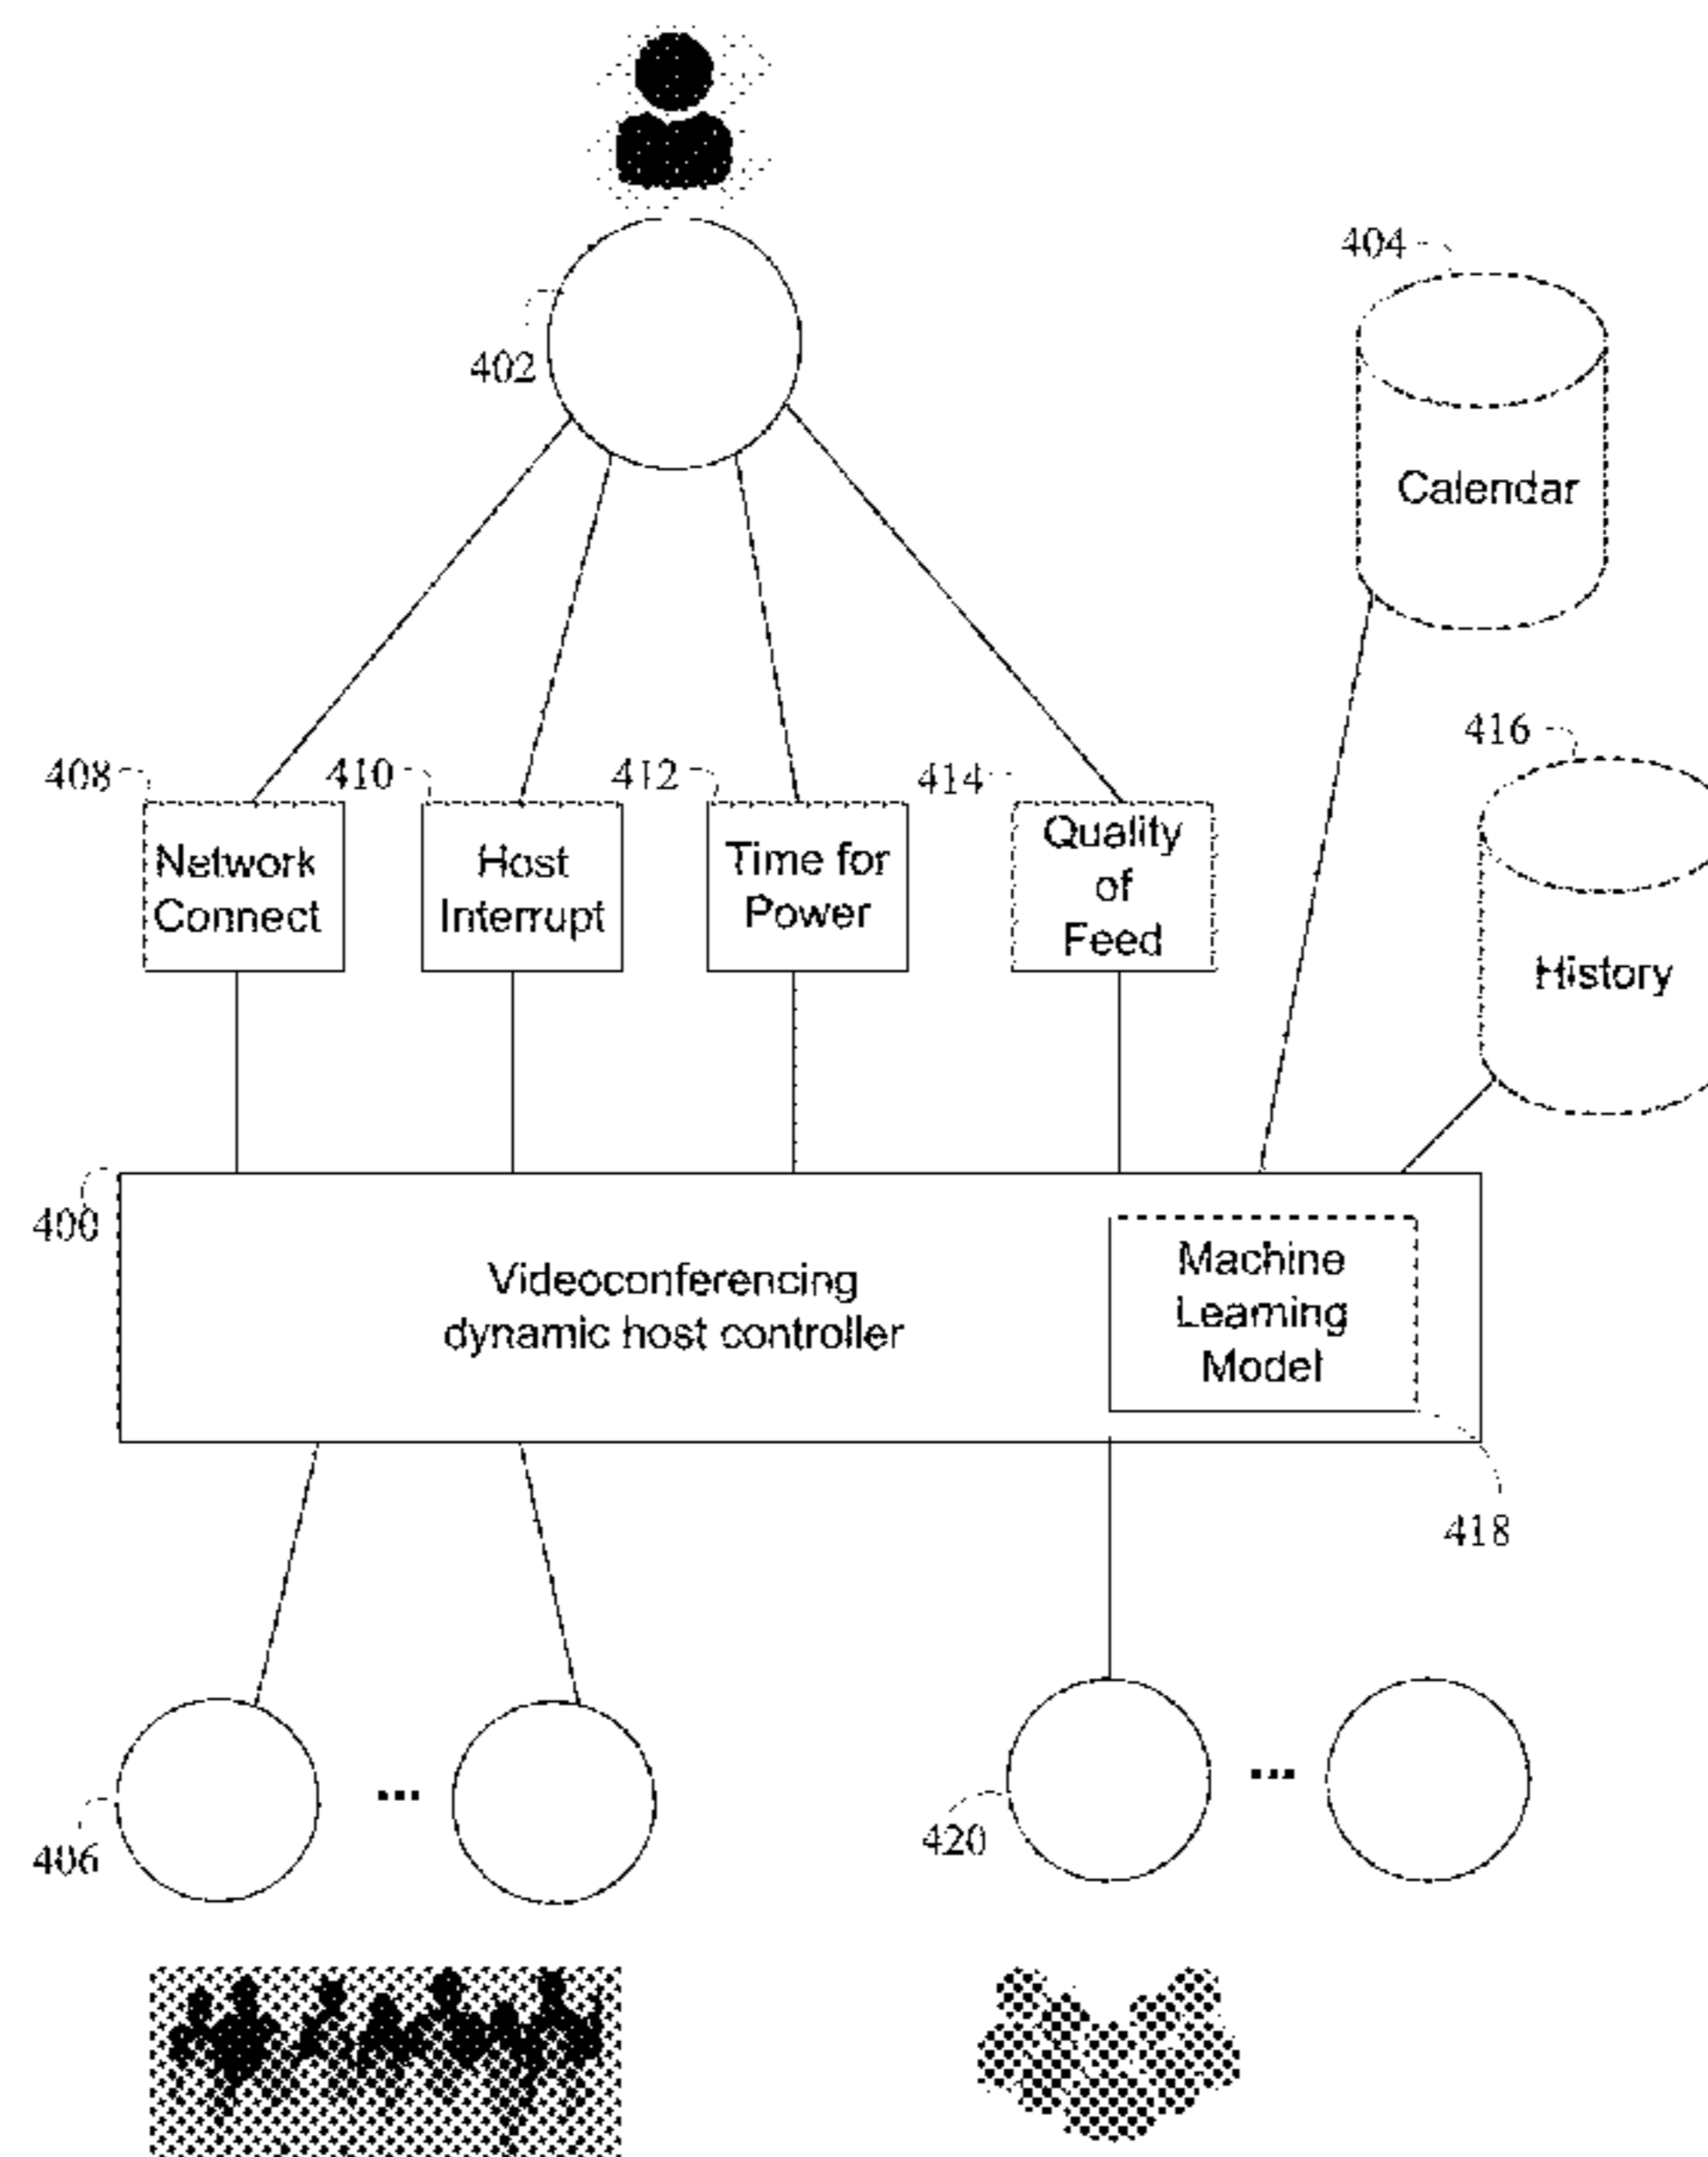 404
402
Calendar
416
408
410
412
414
Network
Connect
Host
Interrupt
Time for
Power
Quality
of
Feed
History
400
Videoconferencing
dynamic host controller
Machine
Learning
Model
418
406
...
420
...